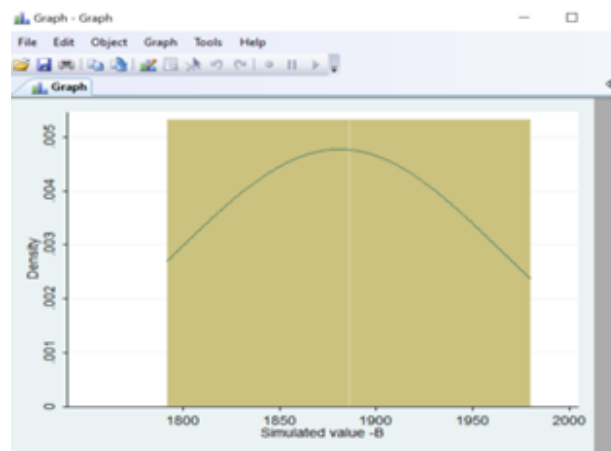 Graph - Graph
File Edit Object Graph Tools Help
Graph
.005
.004
.003
.002
.001
0
Density
1800 1850 1900 1950 2000
Simulated value -B